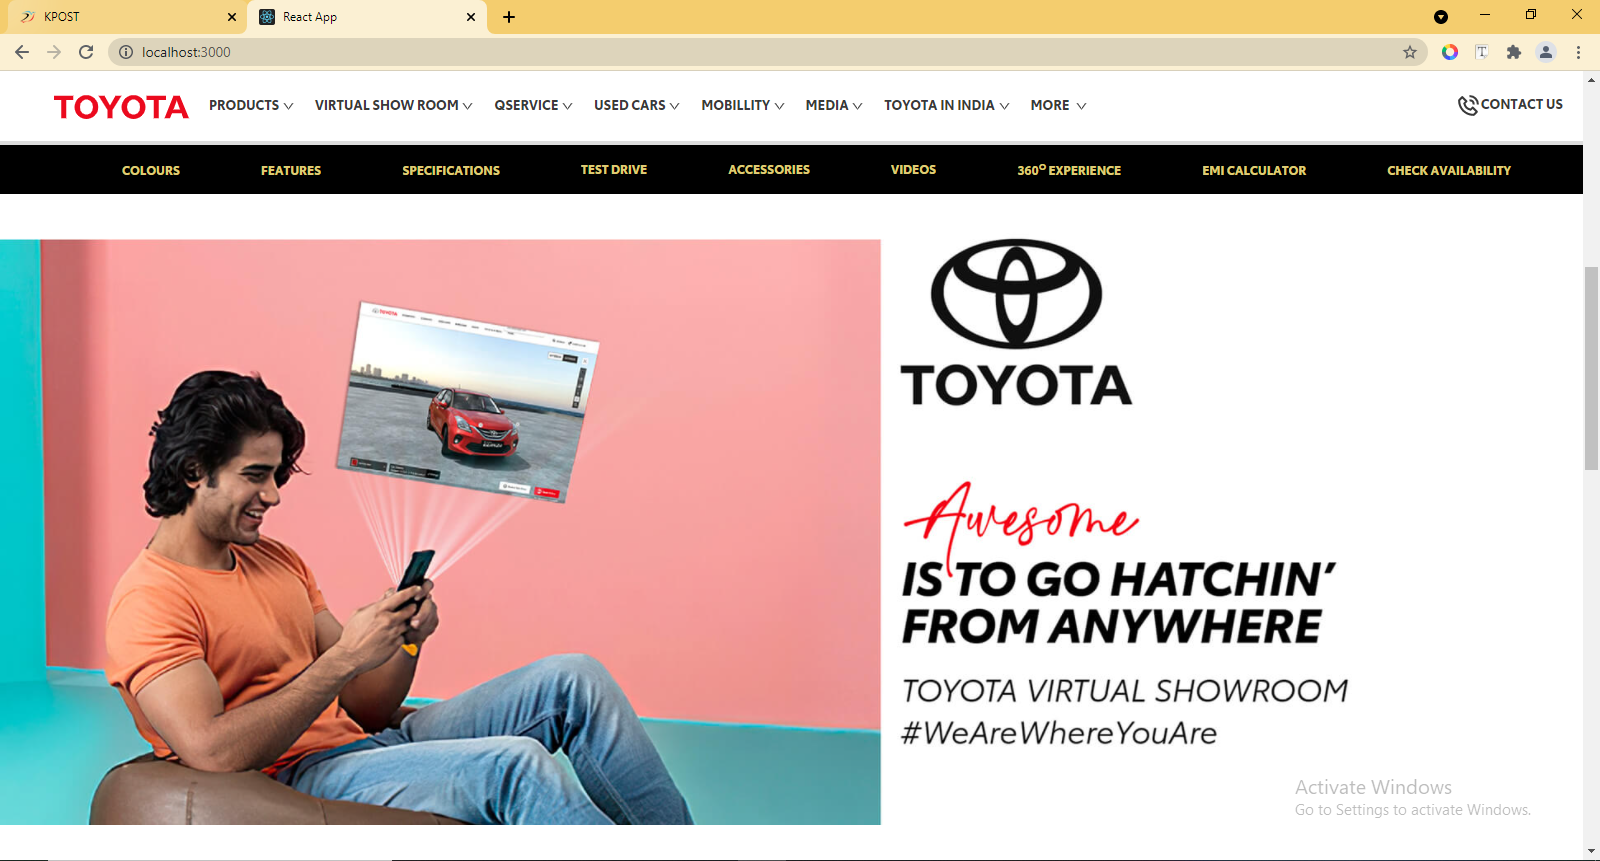 KPOST
React App
localhost:3000
TOYOTA
PRODUCTS
VIRTUAL SHOW ROOM
QSERVICE
USED CARS
MOBILLITY
MEDIA
TOYOTA IN INDIA
MORE
CONTACT US
COLOURS
FEATURES
SPECIFICATIONS
TEST DRIVE
ACCESSORIES
VIDEOS
360° EXPERIENCE
EMI CALCULATOR
CHECK AVAILABILITY
TOYOTA
TOYOTA
Awesome
IS TO GO HATCHIN'
FROM ANYWHERE
TOYOTA VIRTUAL SHOWROOM
#WeAreWhereYouAre
Activate Windows
Go to Settings to activate Windows.